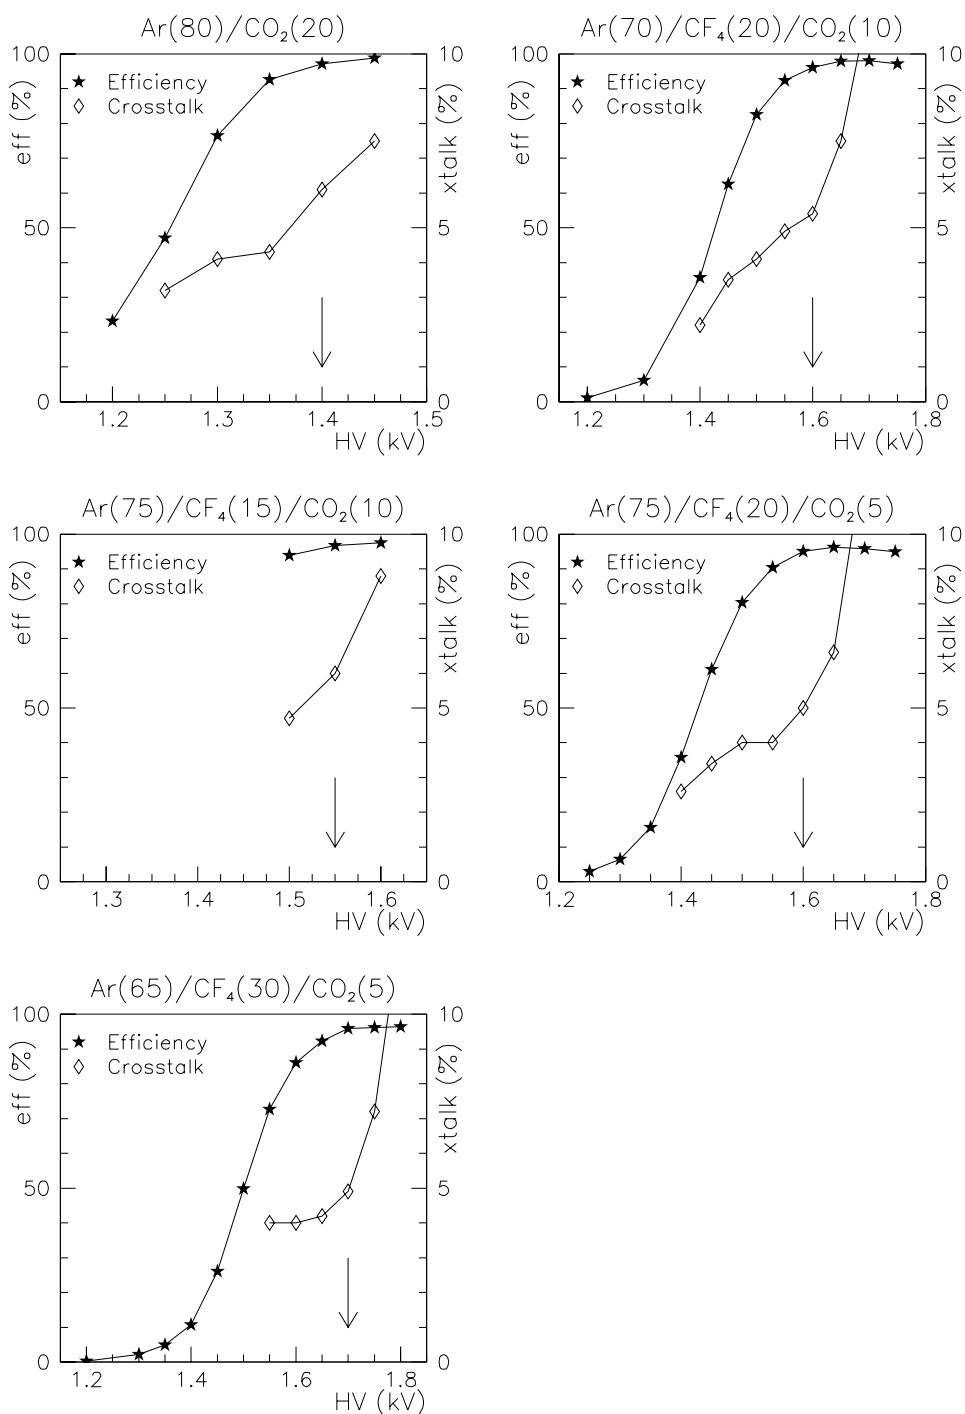 Ar(80)/CO₂(20)
eff (%)
100
50
0
★ Efficiency
◇ Crosstalk
xtalk (%)
10
5
0
1.2 1.3 1.4 1.5
HV (kV)
Ar(70)/CF₄(20)/CO₂(10)
eff (%)
100
50
0
★ Efficiency
◇ Crosstalk
xtalk (%)
10
5
0
1.2 1.4 1.6 1.8
HV (kV)
Ar(75)/CF₄(15)/CO₂(10)
eff (%)
100
50
0
★ Efficiency
◇ Crosstalk
xtalk (%)
10
5
0
1.3 1.4 1.5 1.6
HV (kV)
Ar(75)/CF₄(20)/CO₂(5)
eff (%)
100
50
0
★ Efficiency
◇ Crosstalk
xtalk (%)
10
5
0
1.2 1.4 1.6 1.8
HV (kV)
Ar(65)/CF₄(30)/CO₂(5)
eff (%)
100
50
0
★ Efficiency
◇ Crosstalk
xtalk (%)
10
5
0
1.2 1.4 1.6 1.8
HV (kV)